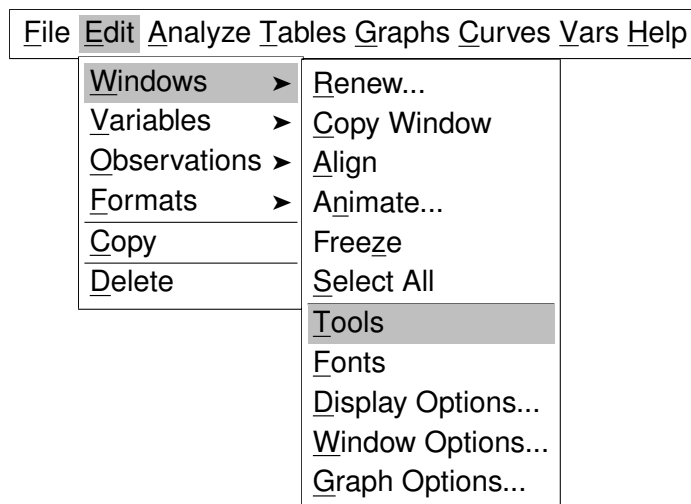 File Edit Analyze Tables Graphs Curves Vars Help
Windows ➤
Variables ➤
Observations ➤
Formats ➤
Copy
Delete
Renew...
Copy Window
Align
Animate...
Freeze
Select All
Tools
Fonts
Display Options...
Window Options...
Graph Options...